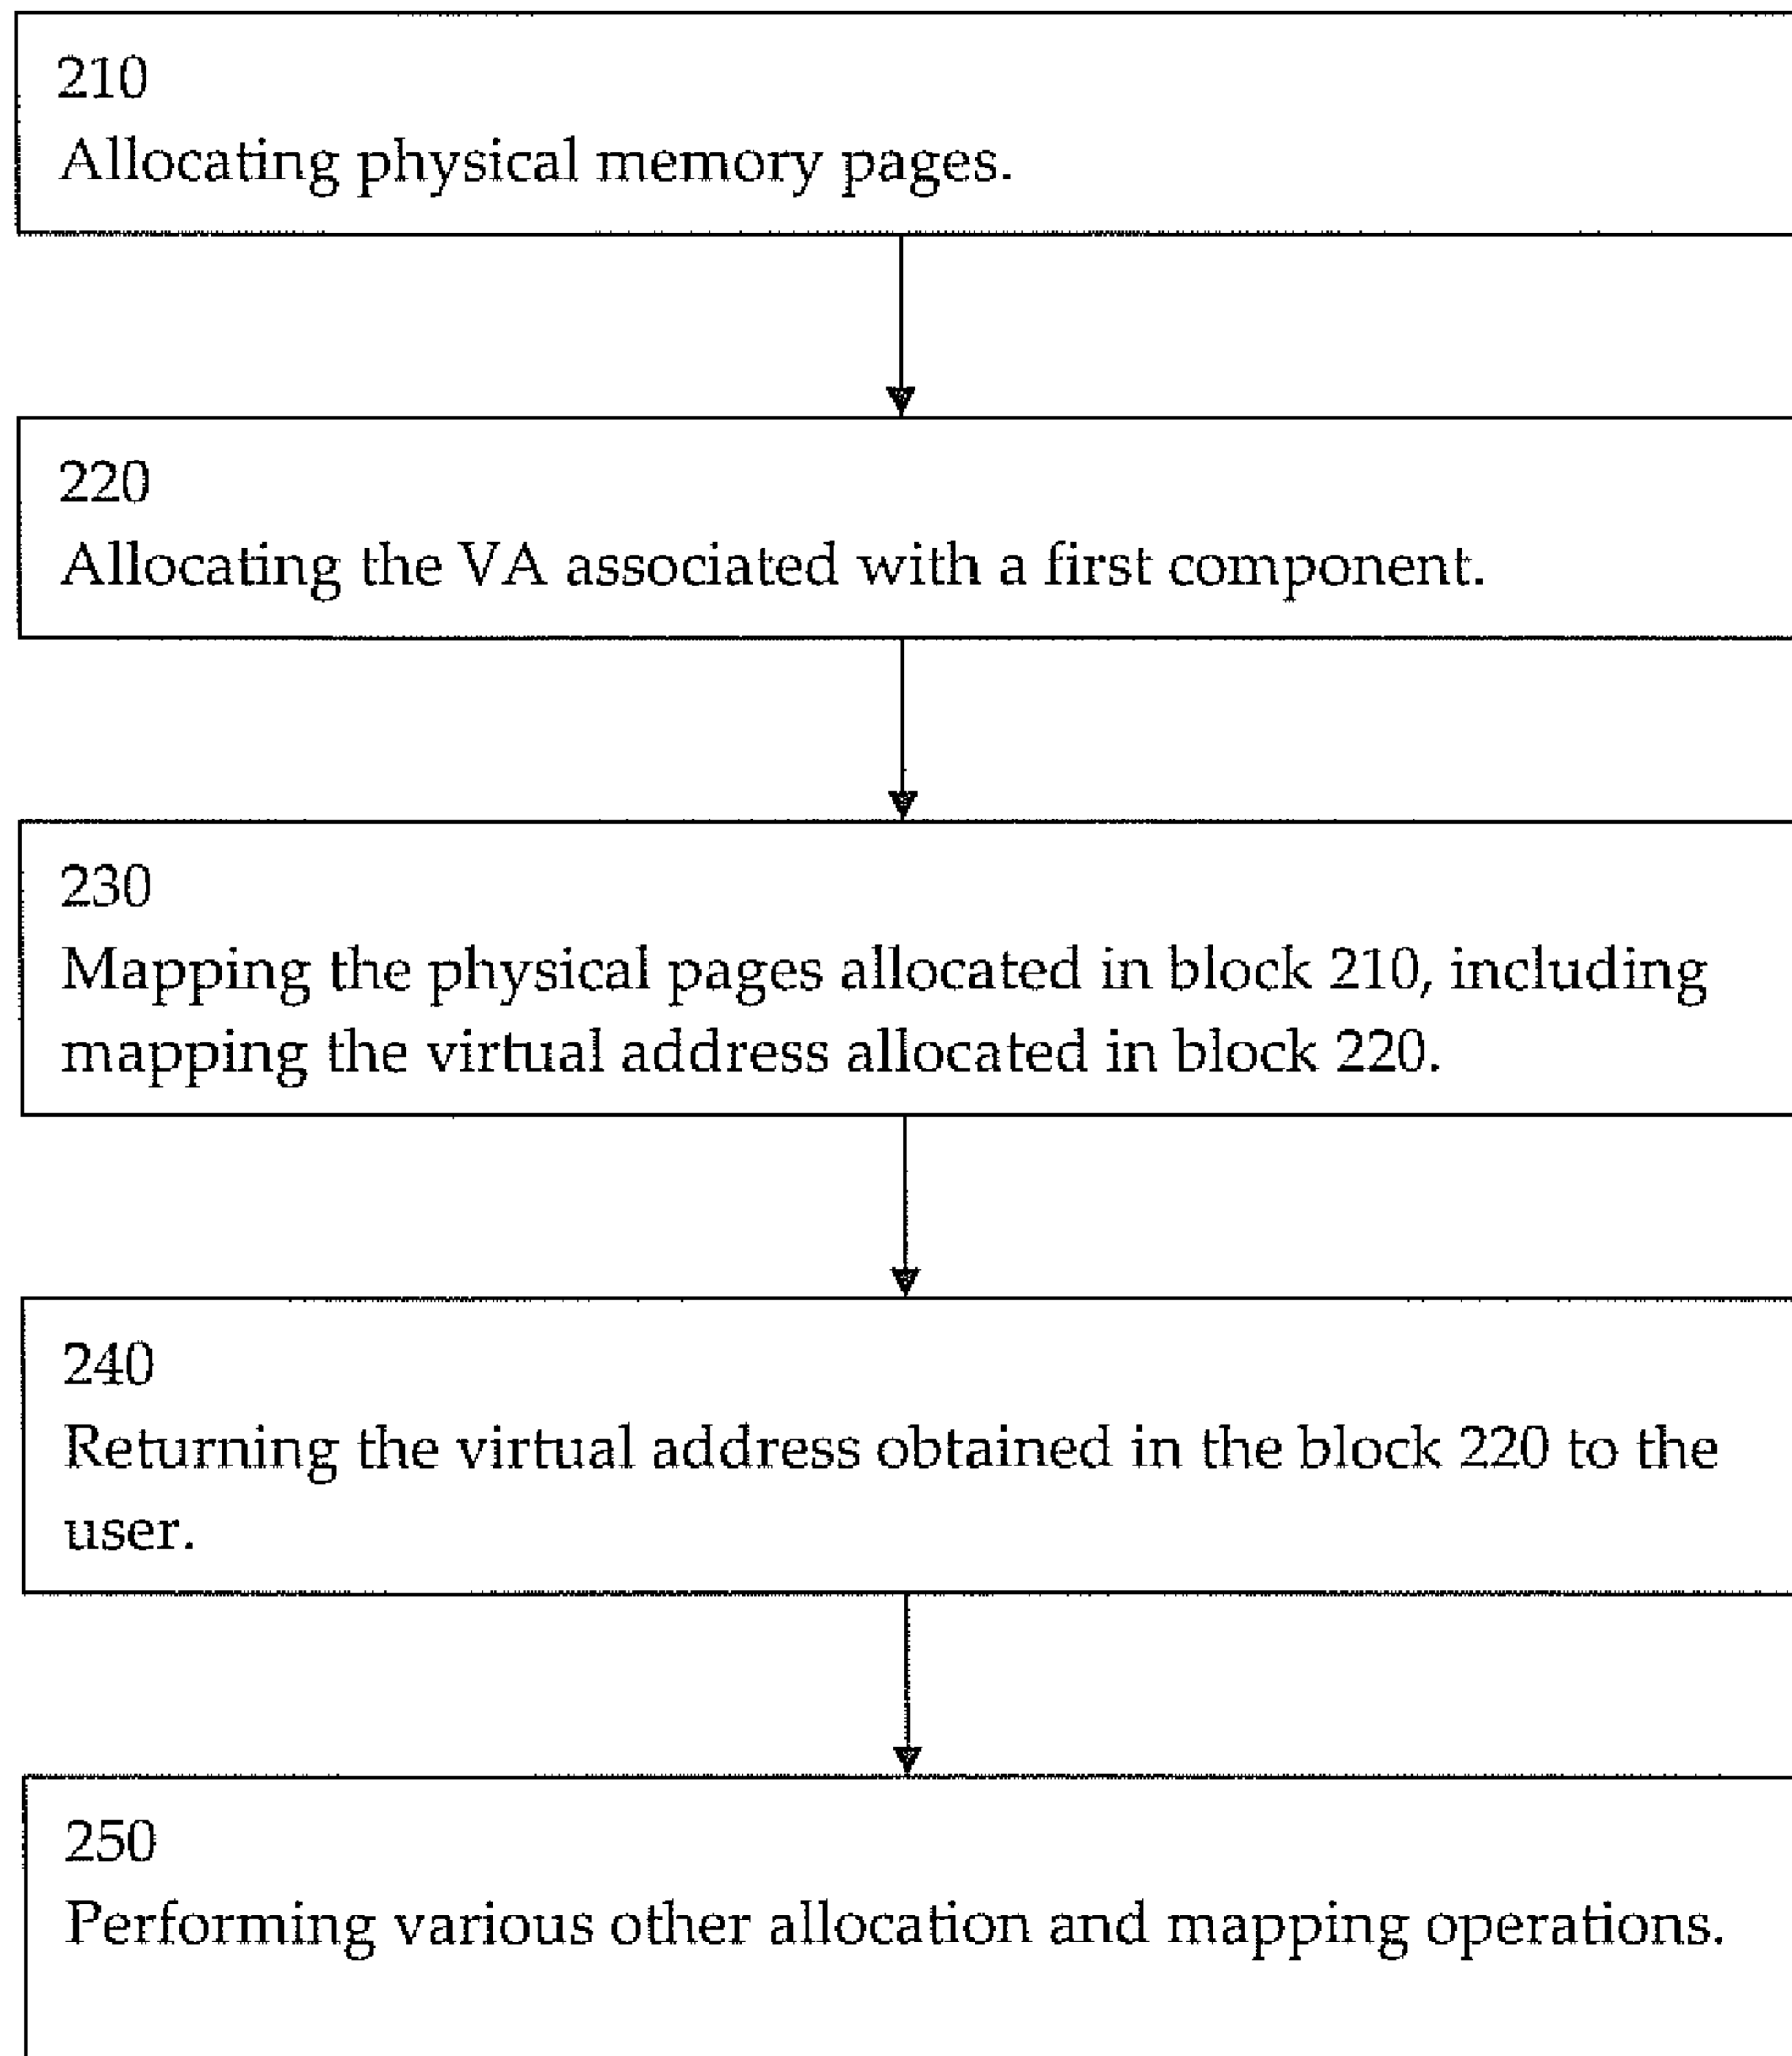 210
Allocating physical memory pages.
220
Allocating the VA associated with a first component.
230
Mapping the physical pages allocated in block 210, including
mapping the virtual address allocated in block 220.
240
Returning the virtual address obtained in the block 220 to the
user.
250
Performing various other allocation and mapping operations.